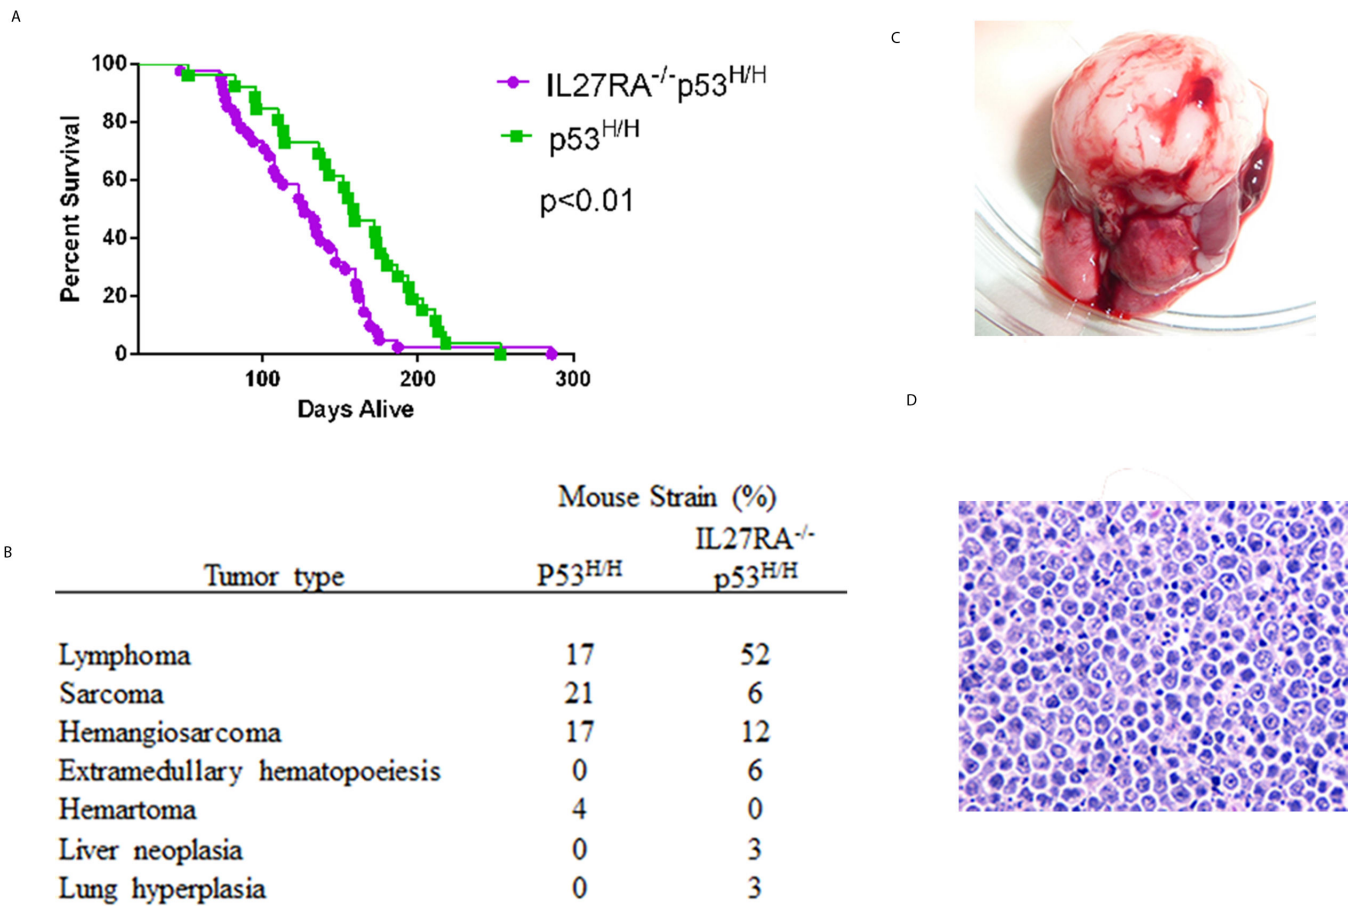 A
100
80
60
40
20
0
100 200 300
Percent Survival
Days Alive
IL27RA-/-p53H/H
p53H/H
p<0.01
B
Mouse Strain (%)
Tumor type P53H/H IL27RA-/- p53H/H
Lymphoma 17 52
Sarcoma 21 6
Hemangiosarcoma 17 12
Extramedullary hematopoeiesis 0 6
Hemartoma 4 0
Liver neoplasia 0 3
Lung hyperplasia 0 3
C
D